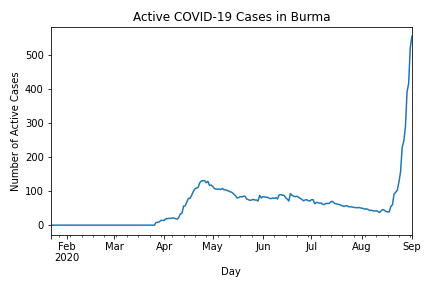 Active COVID-19 Cases in Burma
Number of Active Cases
500
400
300
200
100
0
Feb Mar Apr May Jun Jul Aug Sep
2020
Day